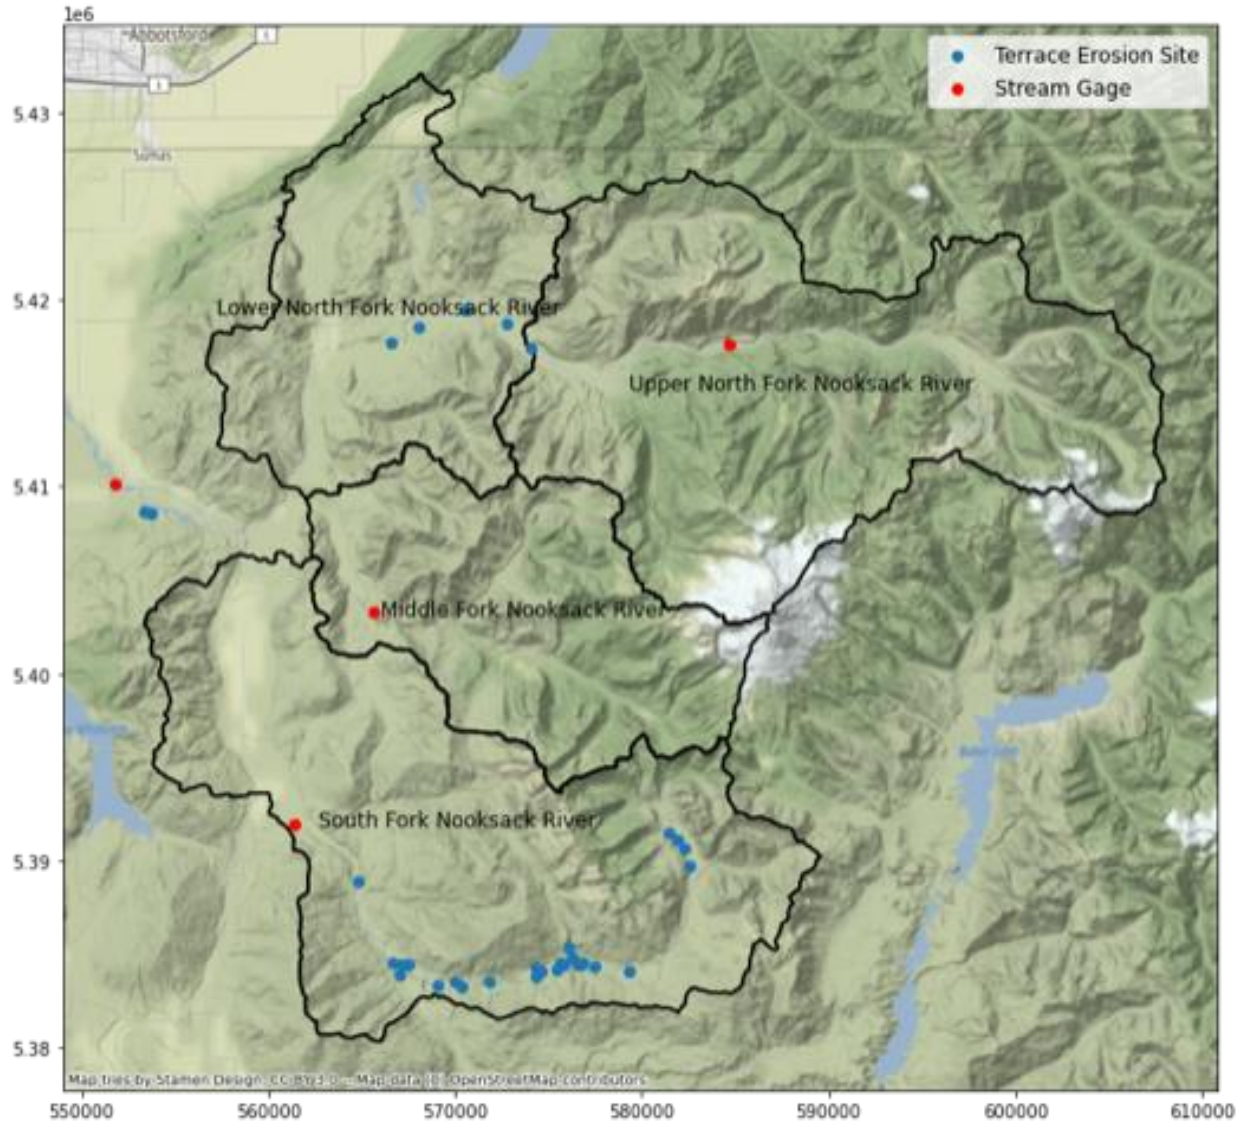 1e6
Abbotsford
1
1
Terrace Erosion Site
Stream Gage
5.43
Sumas
5.42
Lower North Fork Nooksack River
Upper North Fork Nooksack River
5.41
Middle Fork Nooksack River
5.40
South Fork Nooksack River
5.39
5.38
Map tiles by Stamen Design, CC BY 3.0 -- Map data (C) OpenStreetMap contributors
550000
560000
570000
580000
590000
600000
610000